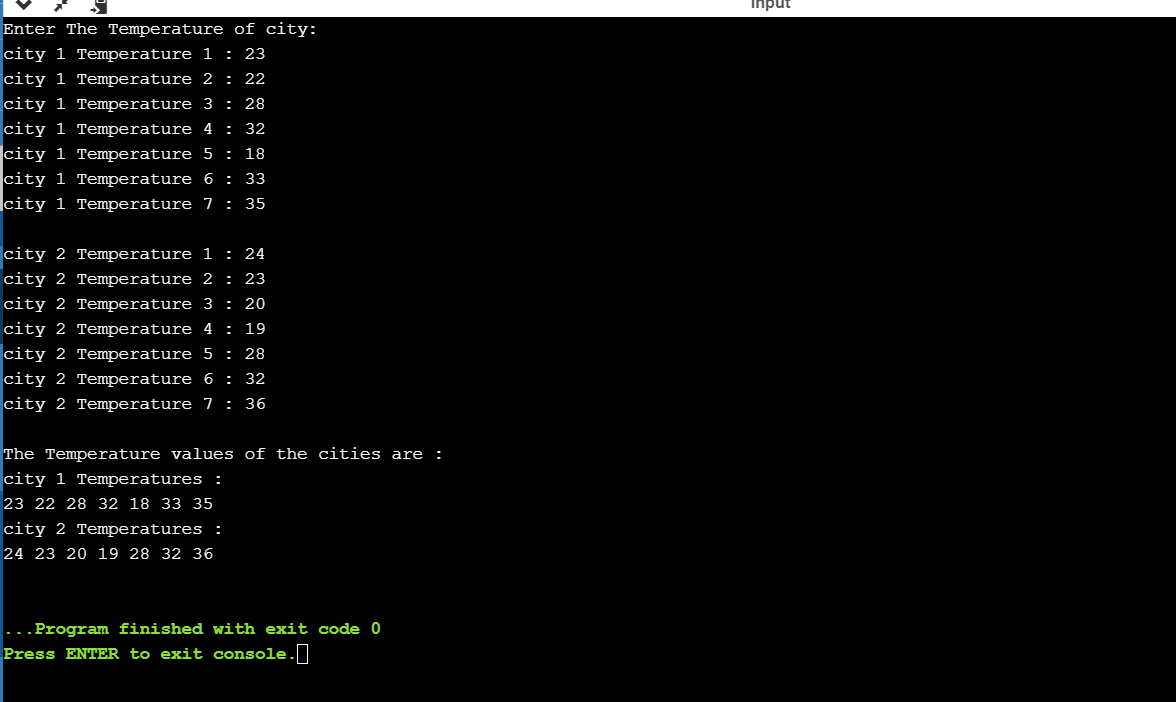 input
Enter The Temperature of city:
city 1 Temperature 1 : 23
city 1 Temperature 2 : 22
city 1 Temperature 3 : 28
city 1 Temperature 4 : 32
city 1 Temperature 5 : 18
city 1 Temperature 6 : 33
city 1 Temperature 7 : 35
city 2 Temperature 1 : 24
city 2 Temperature 2 : 23
city 2 Temperature 3 : 20
city 2 Temperature 4 : 19
city 2 Temperature 5 : 28
city 2 Temperature 6 : 32
city 2 Temperature 7 : 36
The Temperature values of the cities are :
city 1 Temperatures :
23 22 28 32 18 33 35
city 2 Temperatures :
24 23 20 19 28 32 36
...Program finished with exit code 0
Press ENTER to exit console.